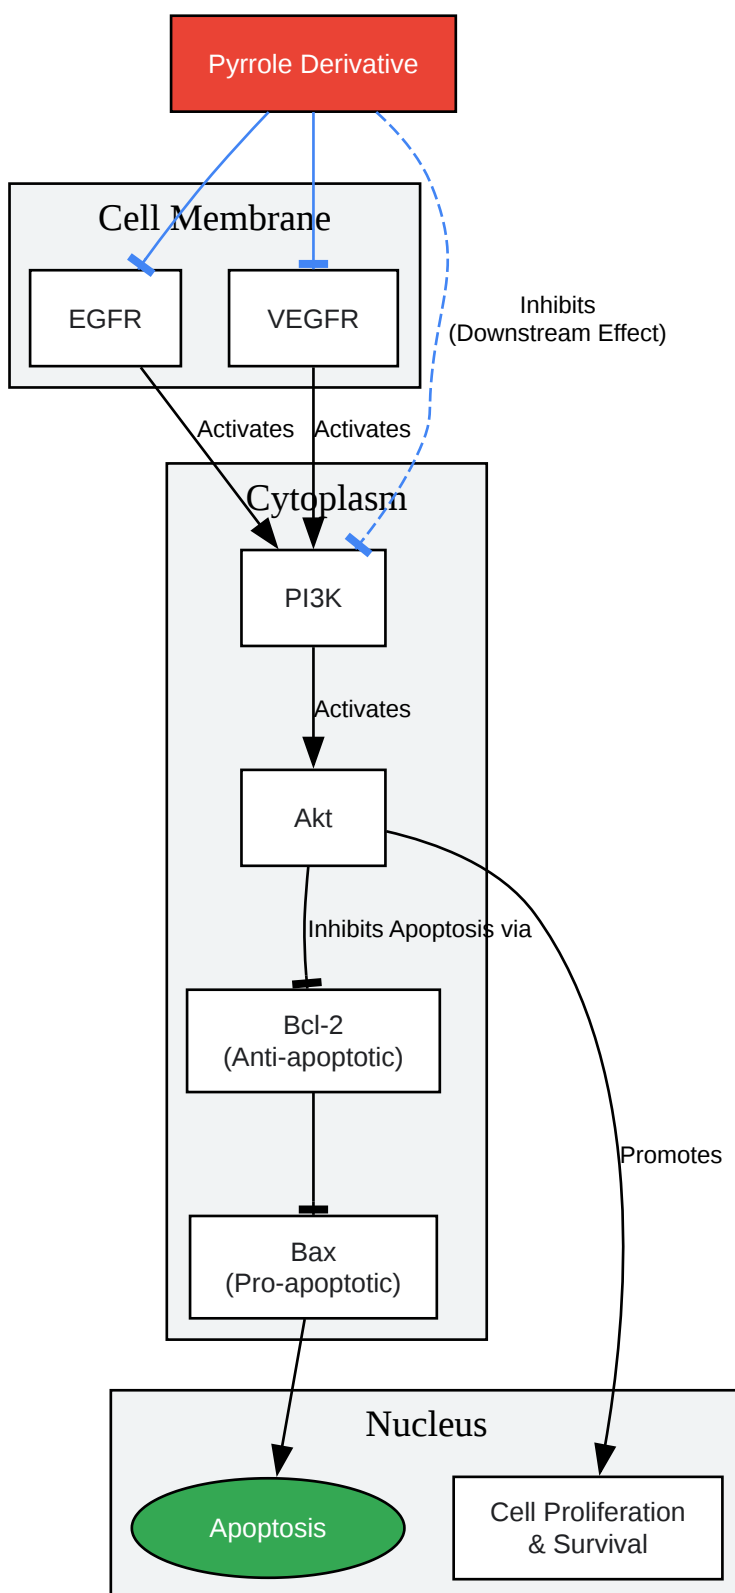 Pyrrole Derivative
Cell Membrane
EGFR
VEGFR
Inhibits
(Downstream Effect)
Activates
Activates
Cytoplasm
PI3K
Activates
Akt
Inhibits Apoptosis via
Bcl-2
(Anti-apoptotic)
Promotes
Bax
(Pro-apoptotic)
Nucleus
Apoptosis
Cell Proliferation
& Survival